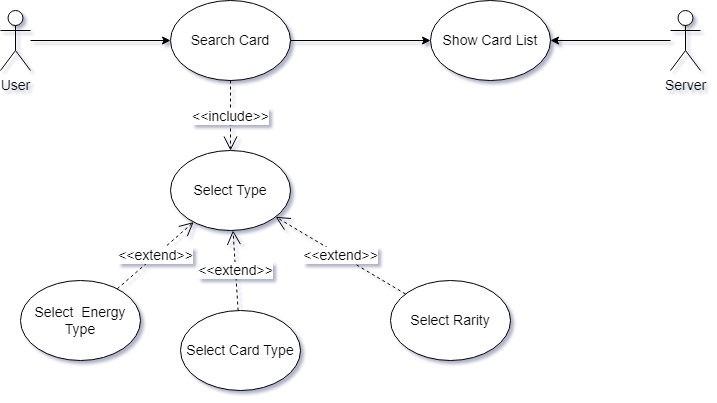 Search Card
Show Card List
User
Server
<<include>>
Select Type
<<extend>>
<<extend>>
<<extend>>
Select  Energy
Type
Select Card Type
Select Rarity